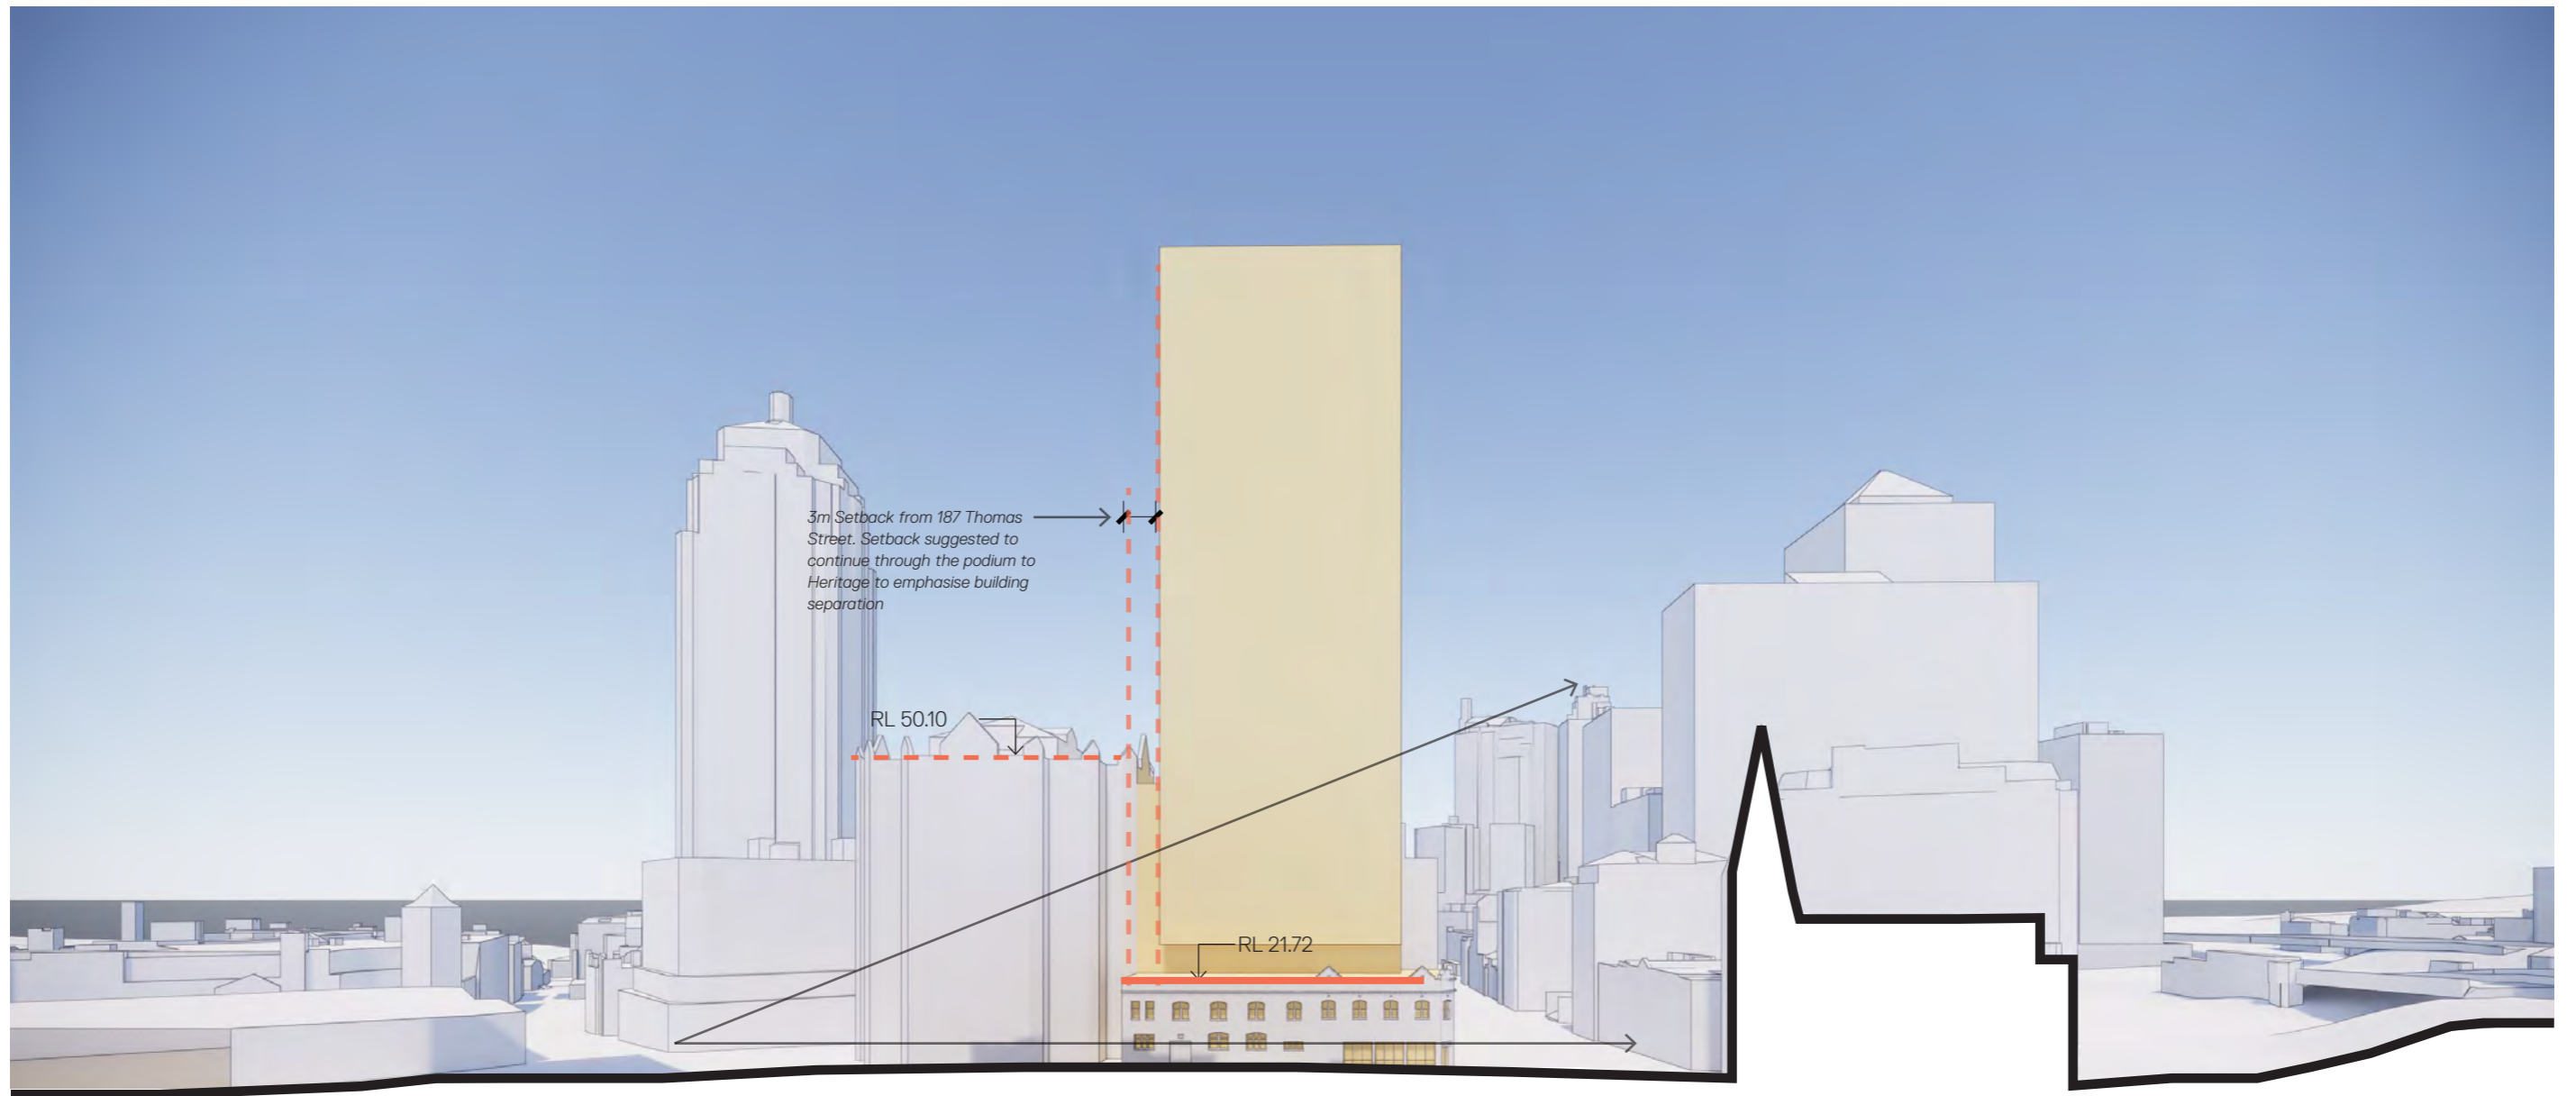 3m Setback from 187 Thomas
Street. Setback suggested to
continue through the podium to
Heritage to emphasise building
separation
RL 50.10
RL 21.72